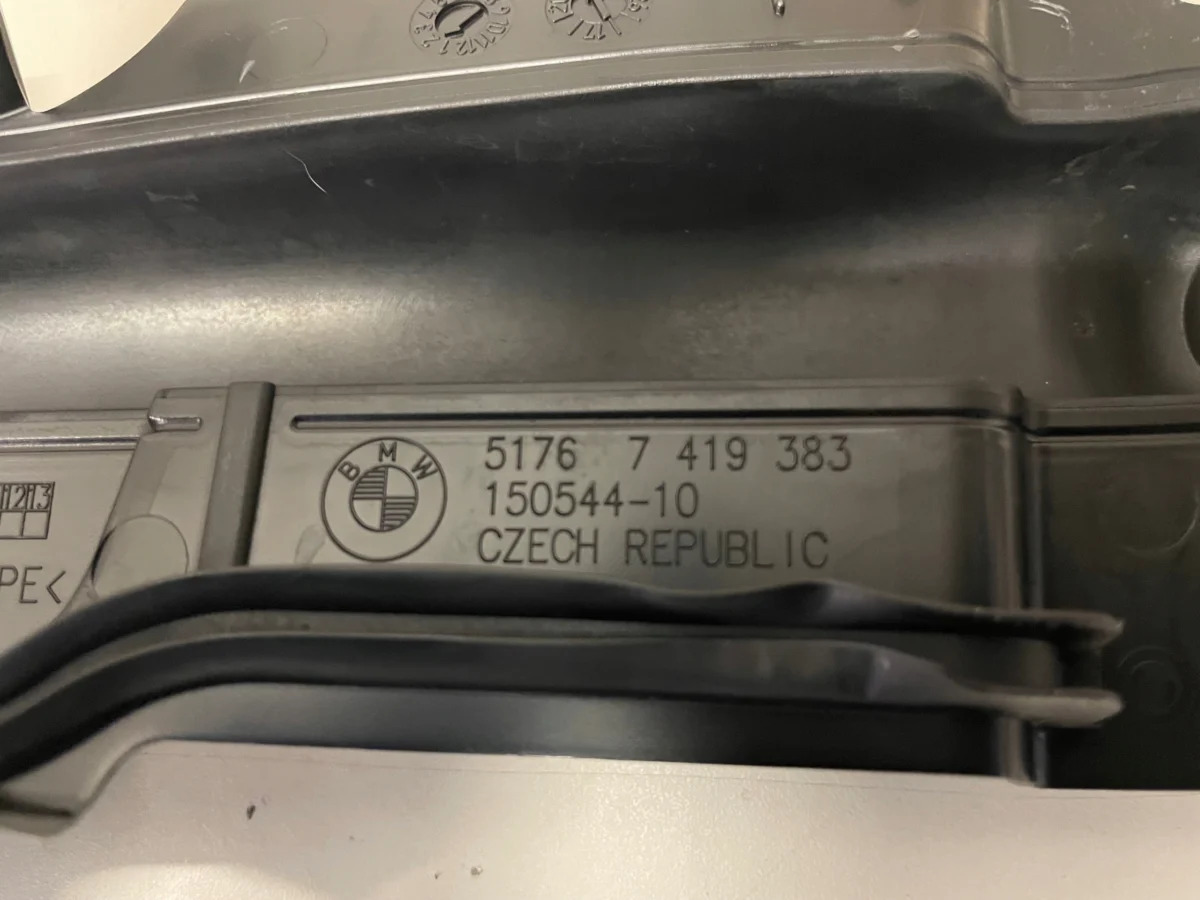 BMW
5176 7 419 383
150544-10
CZECH REPUBLIC
PE<